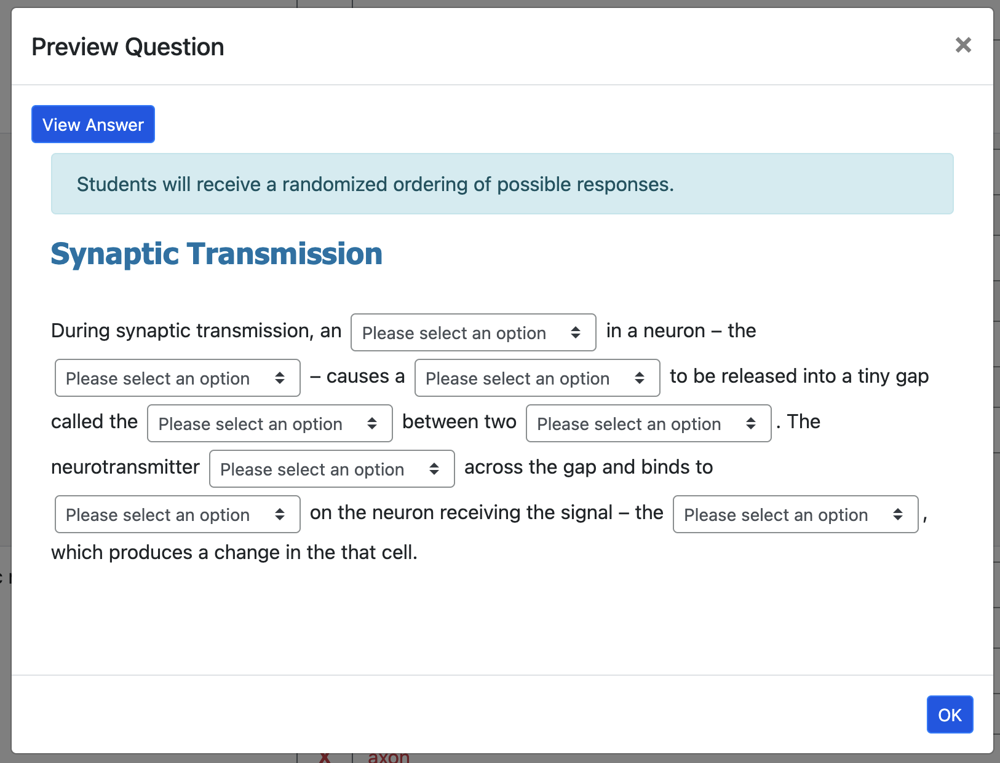 Preview Question
×
View Answer
Students will receive a randomized ordering of possible responses.
Synaptic Transmission
During synaptic transmission, an Please select an option in a neuron – the
Please select an option – causes a Please select an option to be released into a tiny gap
called the Please select an option between two Please select an option . The
neurotransmitter Please select an option across the gap and binds to
Please select an option on the neuron receiving the signal – the Please select an option ,
which produces a change in the that cell.
OK
X axon